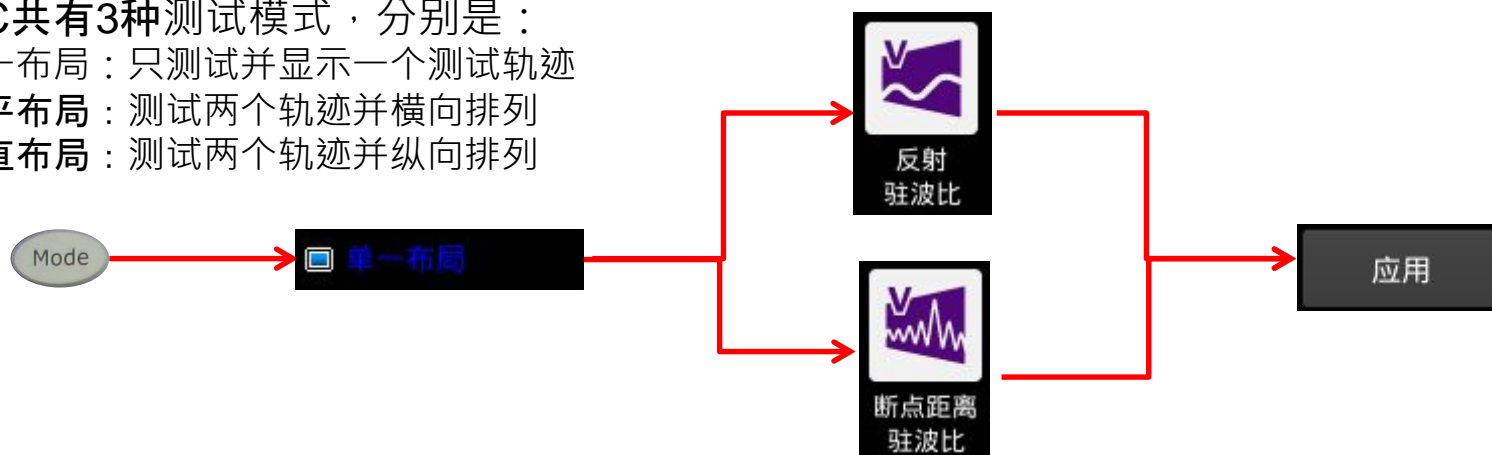 C共有3种测试模式，分别是：
一布局：只测试并显示一个测试轨迹
平布局：测试两个轨迹并横向排列
直布局：测试两个轨迹并纵向排列
Mode
单一布局
V
反射
驻波比
V
断点距离
驻波比
应用